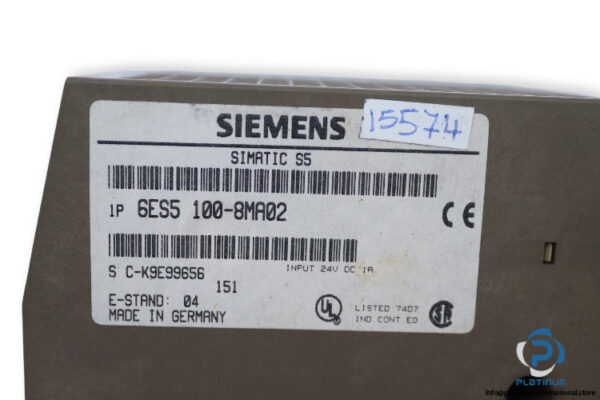 SIEMENS
15574
SIMATIC S5
1P 6ES5 100-8MA02
CE
S C-K9E99656
INPUT 24V DC 1A
151
E-STAND: 04
MADE IN GERMANY
UL
LISTED 74D7
IND CONT EQ
PLATINUM